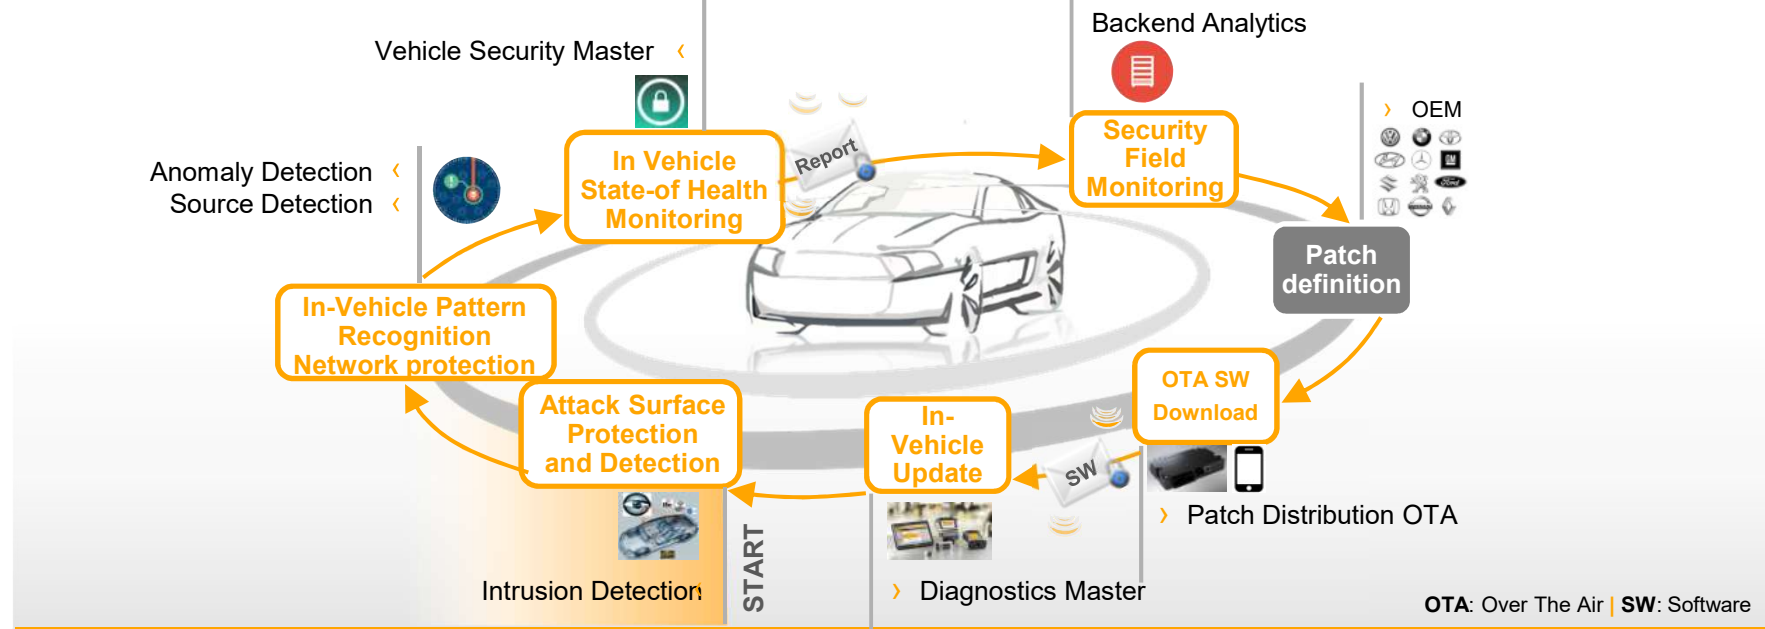 Backend Analytics
Vehicle Security Master
OEM
Security
Field
Monitoring
In Vehicle
State-of Health
Monitoring
Report
Anomaly Detection
Source Detection
Patch
definition
In-Vehicle Pattern
Recognition
Network protection
OTA SW
Download
Attack Surface
Protection
and Detection
In-
Vehicle
Update
SW
Patch Distribution OTA
START
Intrusion Detection
Diagnostics Master
OTA: Over The Air | SW: Software